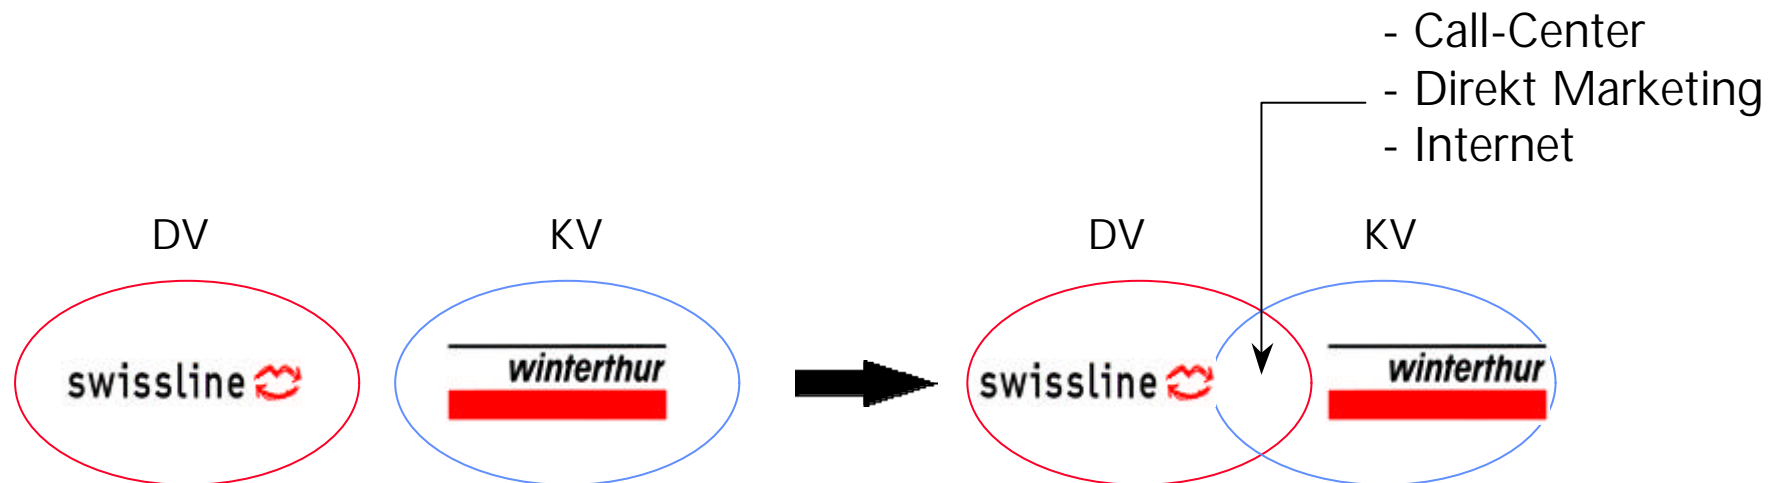 - Call-Center
- Direkt Marketing
- Internet
DV KV DV KV
swissline winterthur swissline winterthur